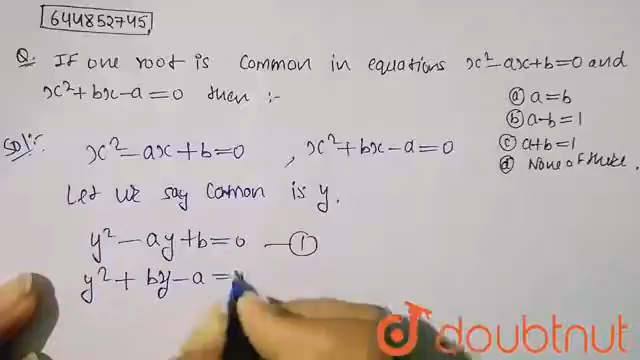 644852745
Q. If one root is common in equations x²-ax+b=0 and
x²+bx-a=0 then :-
(a) a=b
(b) a-b=1
(c) a+b=1
(d) None of these.
Sol:- x²-ax+b=0 , x²+bx-a=0
Let us say comon is y.
y²-ay+b=0 —①
y²+by-a=
doubtnut